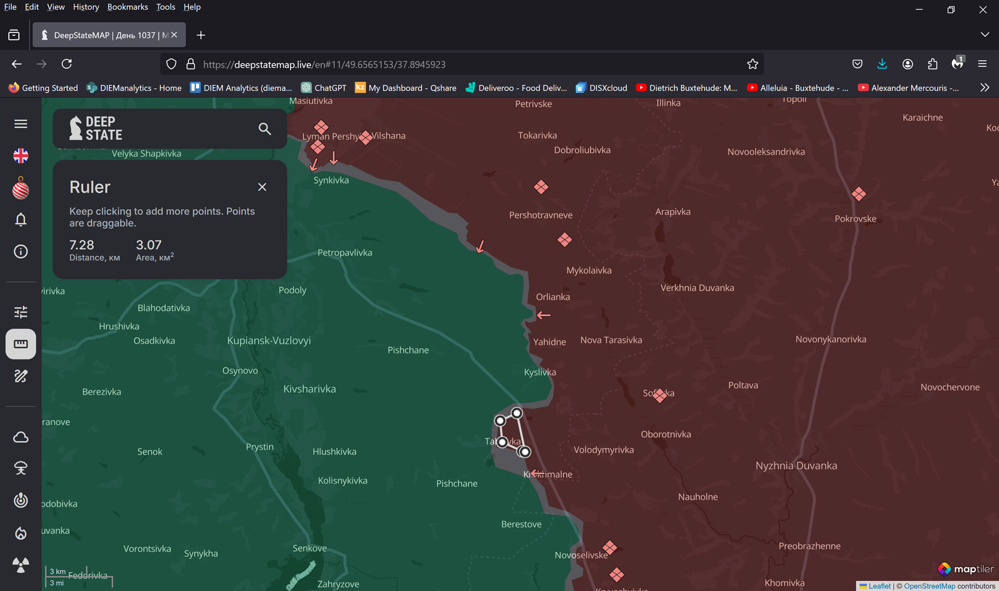 File Edit View History Bookmarks Tools Help
DeepStateMAP | День 1037 | M
1
https://deepstatemap.live/en#11/49.6565153/37.8945923
Getting Started DIEManalytics - Home DIEM Analytics (diema... ChatGPT My Dashboard - Qshare Deliveroo - Food Deliv... DISXcloud Dietrich Buxtehude: M... Alleluia - Buxtehude - ... Alexander Mercouris -...
DEEP
STATE
Ruler
Keep clicking to add more points. Points
are draggable.
7.28 3.07
Distance, км Area, км2
Masiutivka
Petrivske
Illinka
Topoli
Karaichne
Vilshana
Tokarivka
Velyka Shapkivka
Dobroliubivka
Novooleksandrivka
Synkivka
Pershotravneve
Arapivka
Pokrovske
Petropavlivka
Mykolaivka
Verkhnia Duvanka
Podoly
Orlianka
Blahodativka
Hrushivka
Osadkivka
Kupiansk-Vuzlovyi
Pishchane
Yahidne
Nova Tarasivka
Novonykanorivka
Osynovo
Kyslivka
Berezivka
Kivsharivka
Poltava
Novochervone
ranove
Oborotnivka
Prystin
Senok
Hlushkivka
Volodymyrivka
Nyzhnia Duvanka
Kolisnykivka
Pishchane
Nauholne
odobivka
Berestove
uvanka
Vorontsivka
Synykha
Senkove
Novoselivske
Preobrazhenne
3 km
Fedorivka
3 mi
Zahryzove
Khomivka
maptiler
Leaflet | © OpenStreetMap contributors